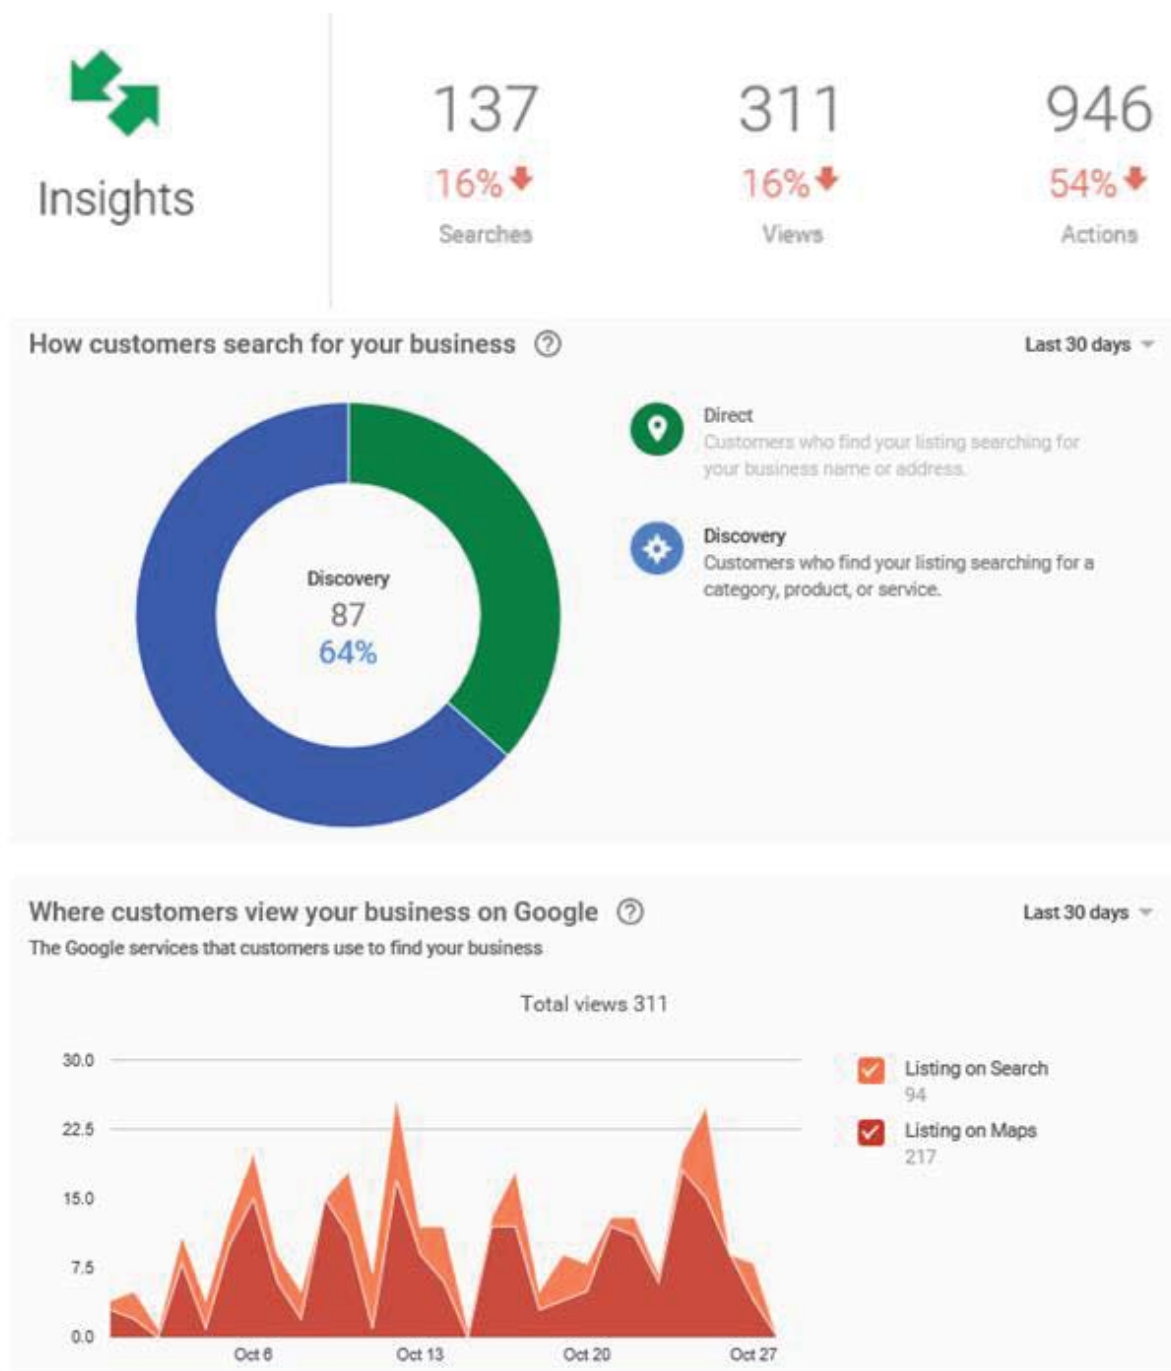 Insights
137
16%
Searches
311
16%
Views
946
54%
Actions
How customers search for your business
Last 30 days
Discovery
87
64%
Direct
Customers who find your listing searching for
your business name or address.
Discovery
Customers who find your listing searching for a
category, product, or service.
Where customers view your business on Google
Last 30 days
The Google services that customers use to find your business
Total views 311
30.0
22.5
15.0
7.5
0.0
Oct 6
Oct 13
Oct 20
Oct 27
Listing on Search
94
Listing on Maps
217